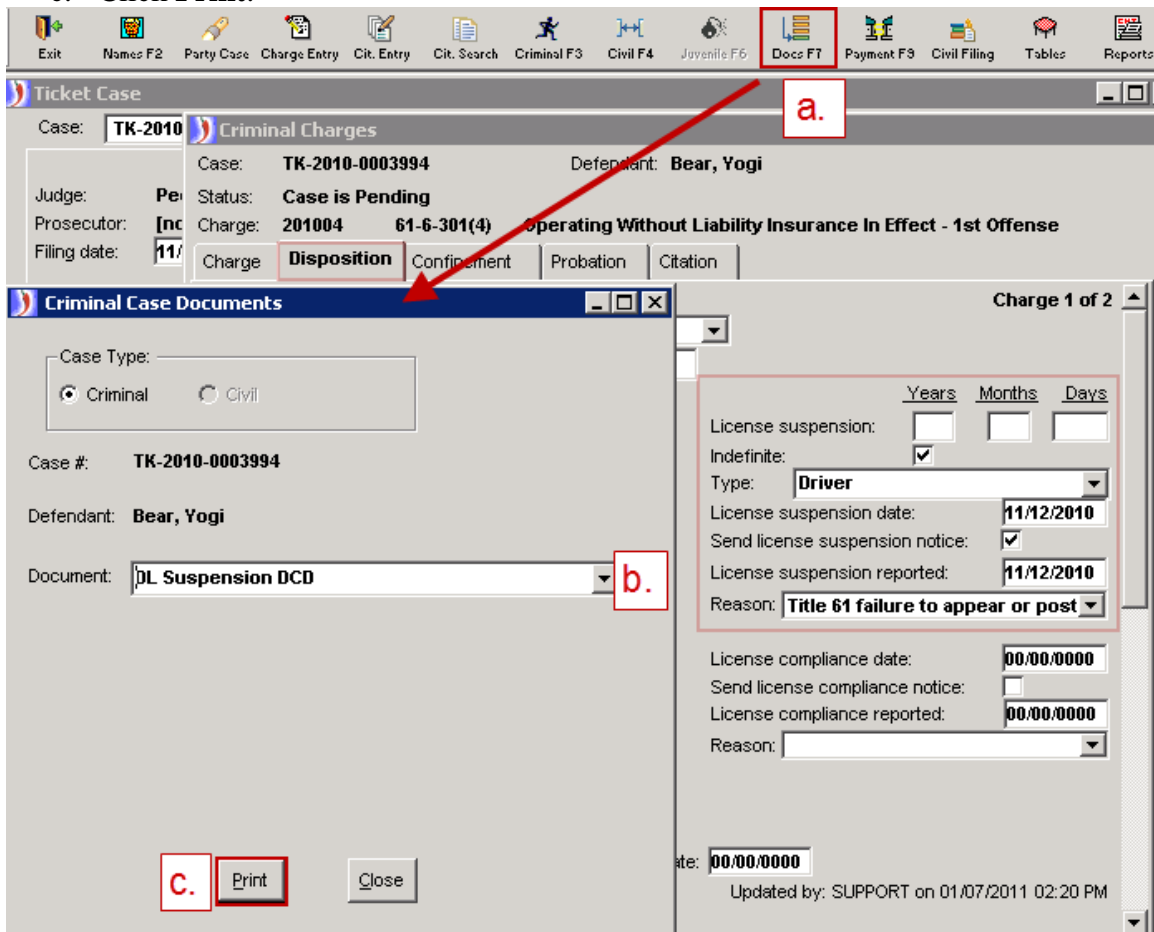 Exit Names F2 Party Case Charge Entry Cit. Entry Cit. Search Criminal F3 Civil F4 Juvenile F6 Docs F7 Payment F9 Civil Filing Tables Reports
a.
Ticket Case
Case: TK-2010
Judge:
Prosecutor:
Filing date: 11/
Criminal Charges
Case: TK-2010-0003994 Defendant: Bear, Yogi
Status: Case is Pending
Charge: 201004 61-6-301(4) Operating Without Liability Insurance In Effect - 1st Offense
Charge Disposition Confinement Probation Citation
Charge 1 of 2
Years Months Days
License suspension:
Indefinite:
Type: Driver
License suspension date: 11/12/2010
Send license suspension notice:
License suspension reported: 11/12/2010
Reason: Title 61 failure to appear or post
License compliance date: 00/00/0000
Send license compliance notice:
License compliance reported: 00/00/0000
Reason:
ate: 00/00/0000
Updated by: SUPPORT on 01/07/2011 02:20 PM
Criminal Case Documents
Case Type:
Criminal Civil
Case #: TK-2010-0003994
Defendant: Bear, Yogi
Document: DL Suspension DCD
b.
c. Print Close